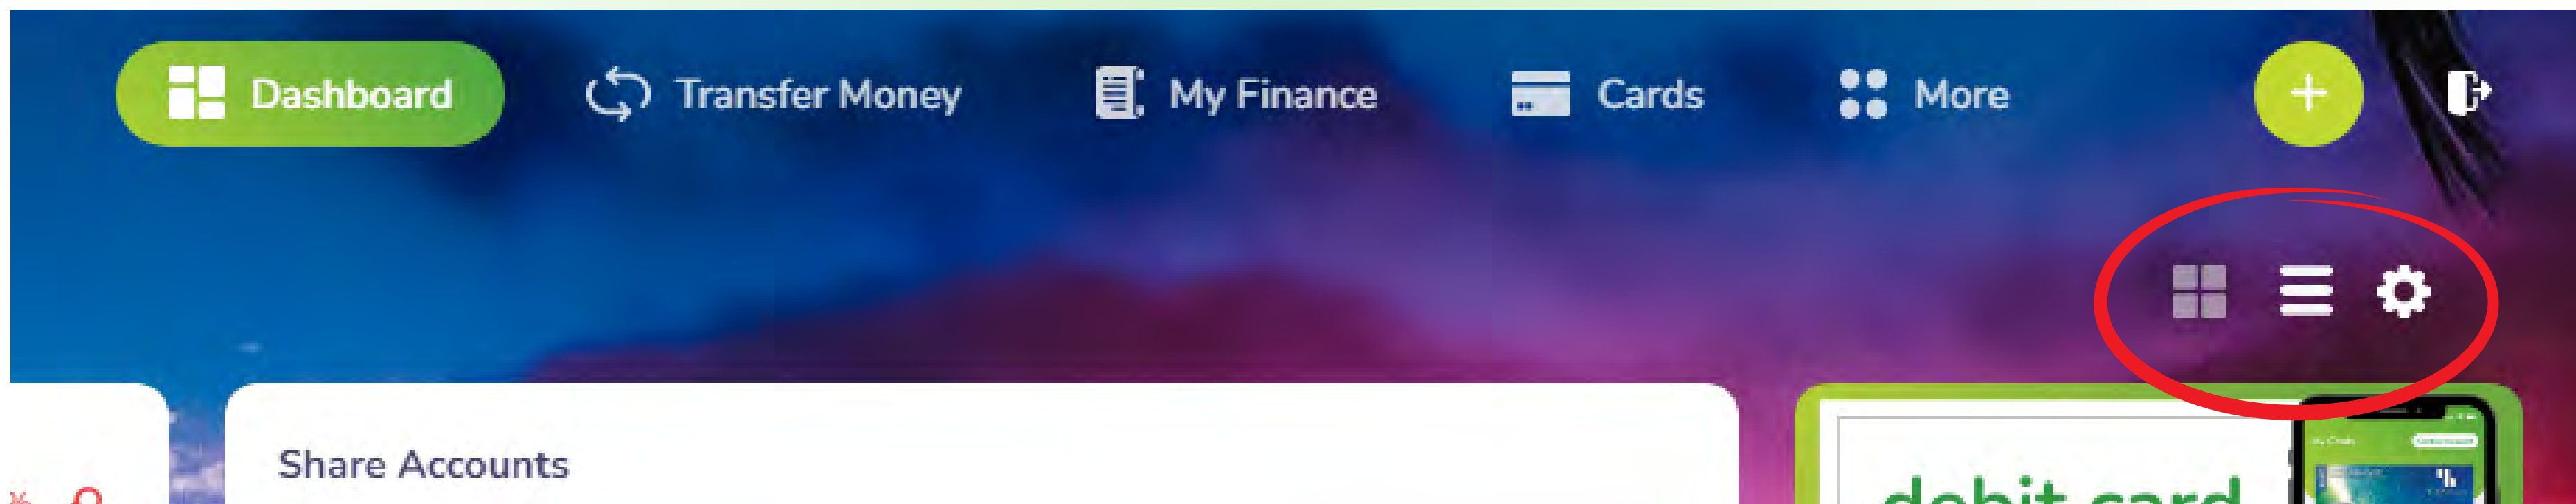 Dashboard
Transfer Money
My Finance
Cards
More
Share Accounts
debit card